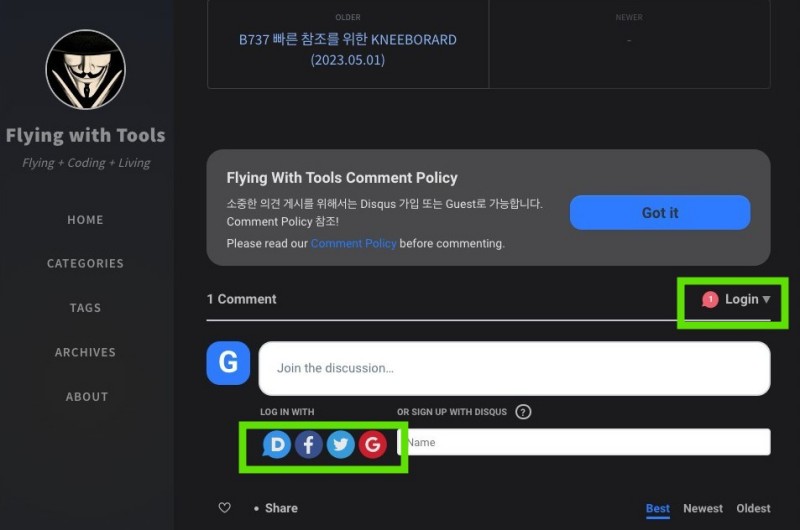 OLDER
B737 빠른 참조를 위한 KNEEBORARD
(2023.05.01)
NEWER
-
Flying with Tools
Flying + Coding + Living
HOME
CATEGORIES
TAGS
ARCHIVES
ABOUT
Flying With Tools Comment Policy
소중한 의견 게시를 위해서는 Disqus 가입 또는 Guest로 가능합니다.
Comment Policy 참조!
Please read our Comment Policy before commenting.
Got it
1 Comment
1 Login
G
Join the discussion...
LOG IN WITH
OR SIGN UP WITH DISQUS ?
D f G
Name
• Share
Best Newest Oldest